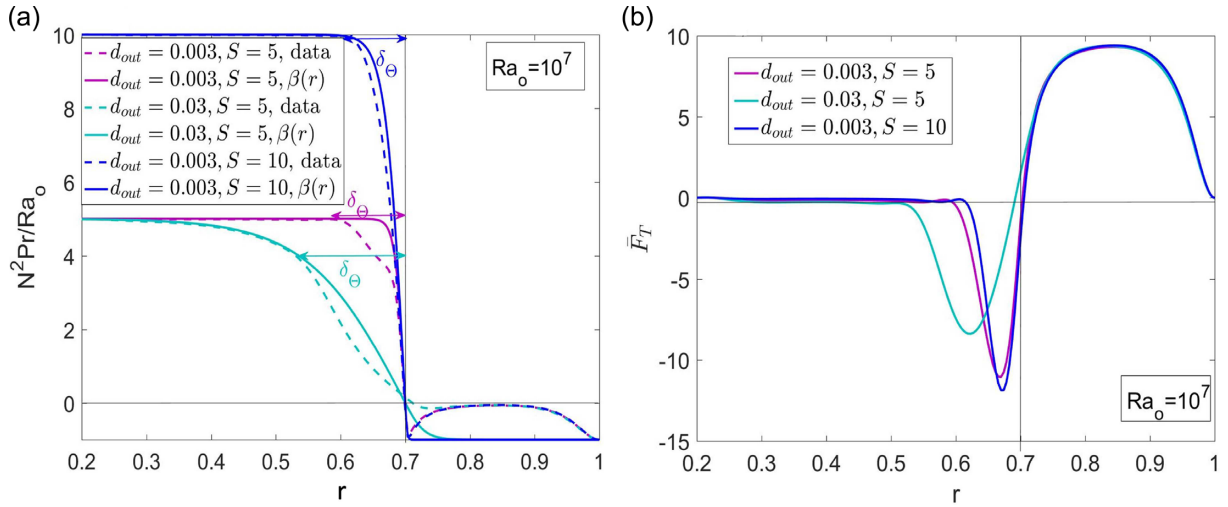 (a)
10
8
6
4
2
0
N²Pr/Ra_o
d_out = 0.003, S = 5, data
d_out = 0.003, S = 5, β(r)
d_out = 0.03, S = 5, data
d_out = 0.03, S = 5, β(r)
d_out = 0.003, S = 10, data
d_out = 0.003, S = 10, β(r)
δ_Θ
Ra_o=10⁷
δ_Θ
δ_Θ
0.2 0.3 0.4 0.5 0.6 0.7 0.8 0.9 1
r
(b)
10
5
0
-5
-10
-15
F̄_T
d_out = 0.003, S = 5
d_out = 0.03, S = 5
d_out = 0.003, S = 10
Ra_o=10⁷
0.2 0.3 0.4 0.5 0.6 0.7 0.8 0.9 1
r